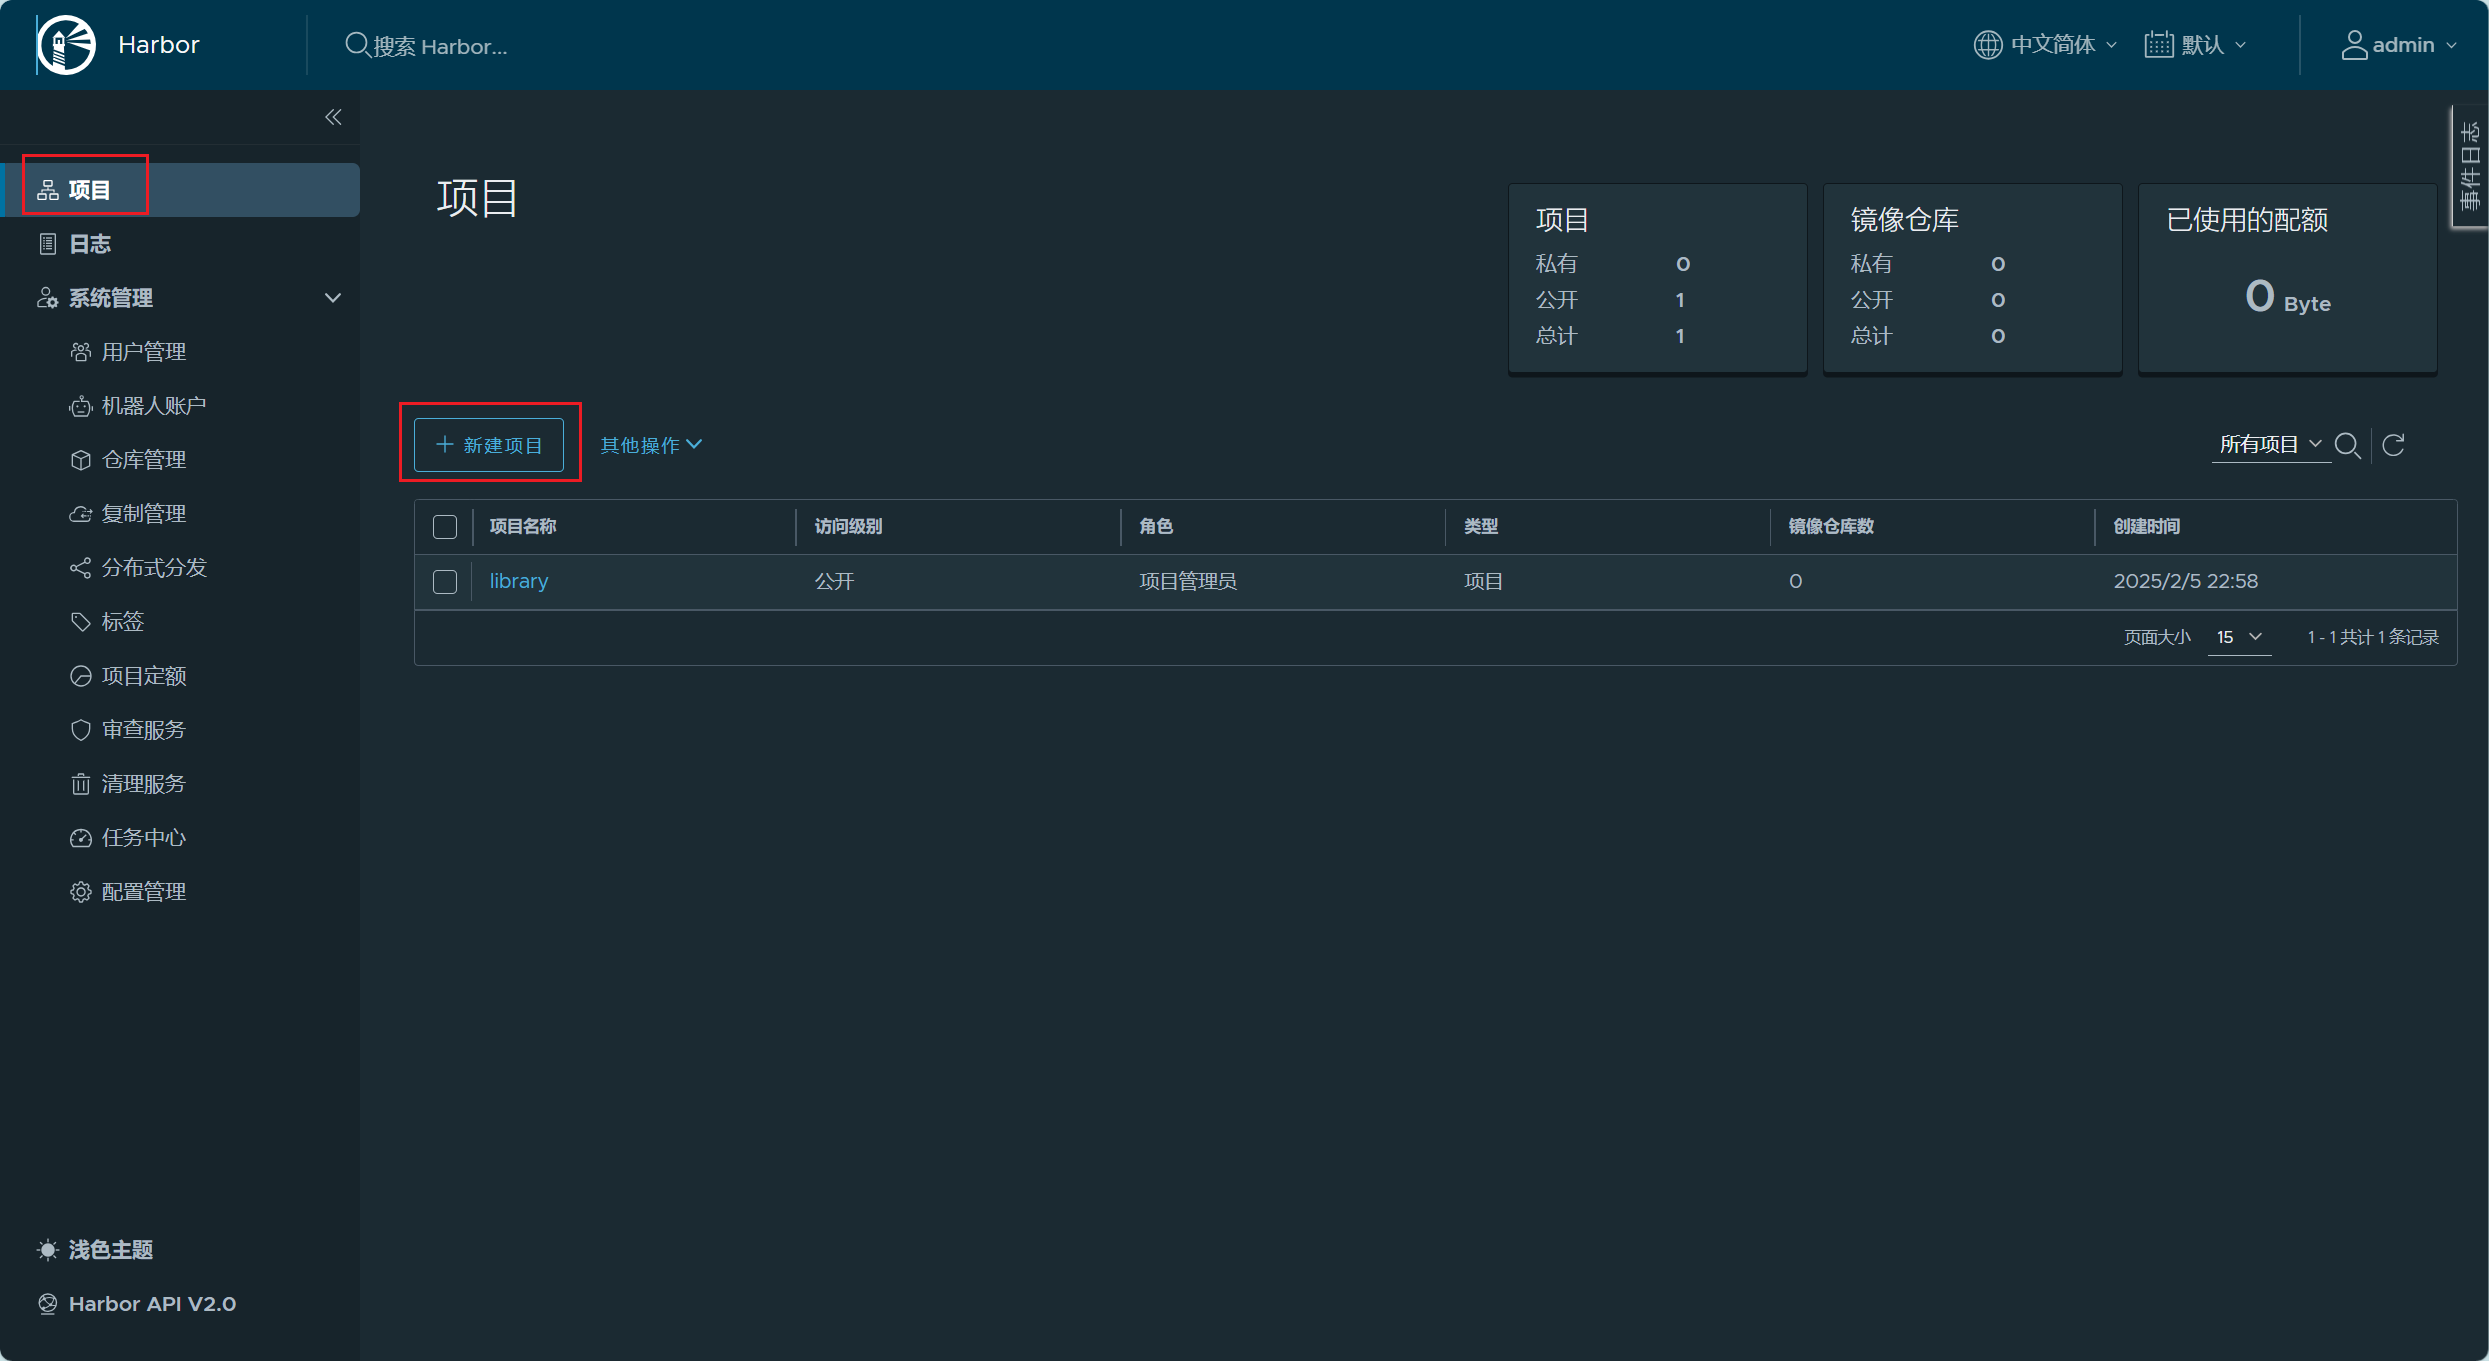 Harbor
搜索 Harbor...
中文简体
默认
admin
事件日志
项目
日志
系统管理
用户管理
机器人账户
仓库管理
复制管理
分布式分发
标签
项目定额
审查服务
清理服务
任务中心
配置管理
浅色主题
Harbor API V2.0
项目
项目
私有 0
公开 1
总计 1
镜像仓库
私有 0
公开 0
总计 0
已使用的配额
0 Byte
新建项目
其他操作
所有项目
项目名称 访问级别 角色 类型 镜像仓库数 创建时间
library 公开 项目管理员 项目 0 2025/2/5 22:58
页面大小 15 1 - 1 共计 1 条记录